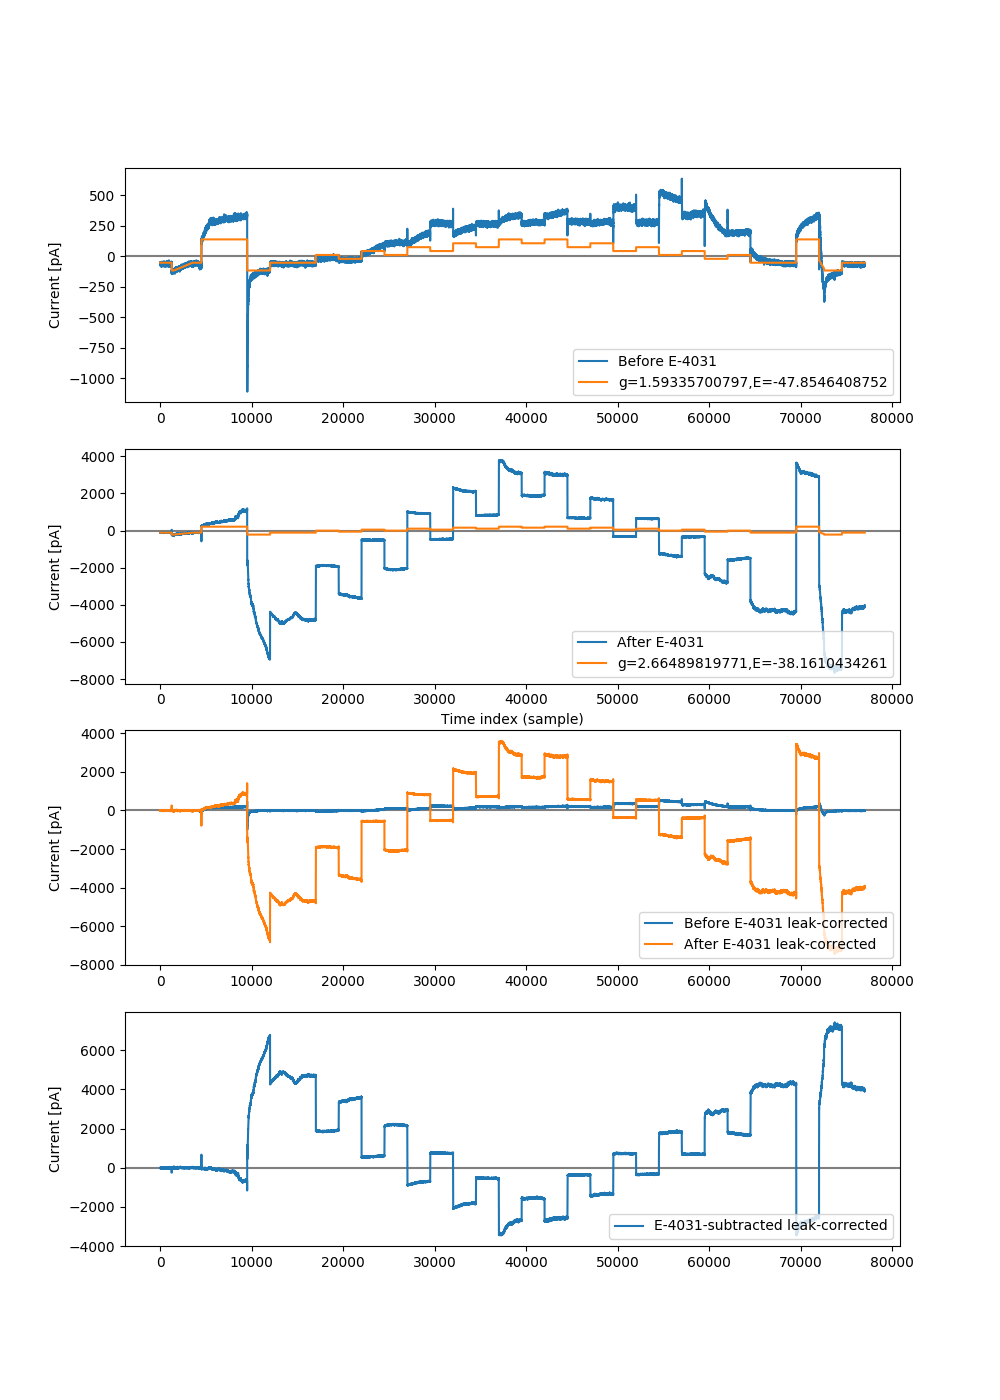 500
250
0
−250
−500
−750
−1000
Current [pA]
Before E-4031
g=1.59335700797,E=-47.8546408752
0 10000 20000 30000 40000 50000 60000 70000 80000
4000
2000
0
−2000
−4000
−6000
−8000
Current [pA]
After E-4031
g=2.66489819771,E=-38.1610434261
0 10000 20000 30000 40000 50000 60000 70000 80000
Time index (sample)
4000
2000
0
−2000
−4000
−6000
−8000
Current [pA]
Before E-4031 leak-corrected
After E-4031 leak-corrected
0 10000 20000 30000 40000 50000 60000 70000 80000
6000
4000
2000
0
−2000
−4000
Current [pA]
E-4031-subtracted leak-corrected
0 10000 20000 30000 40000 50000 60000 70000 80000